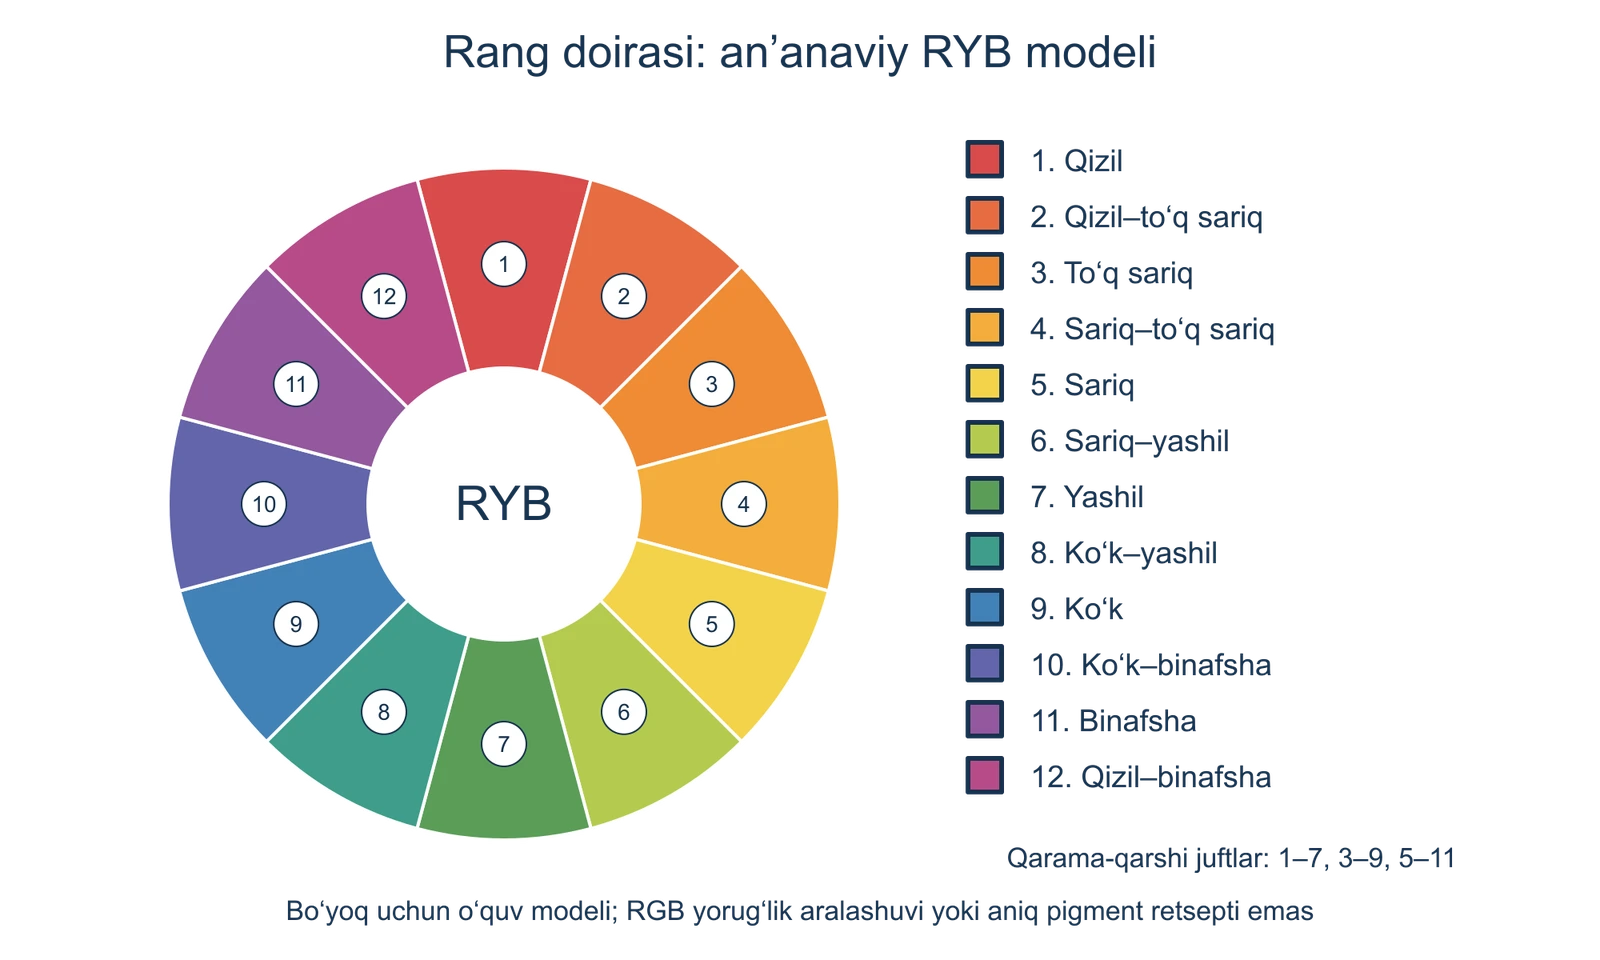 Rang doirasi: an’anaviy RYB modeli
1
2
3
4
5
6
7
8
9
10
11
12
RYB
1. Qizil
2. Qizil–to‘q sariq
3. To‘q sariq
4. Sariq–to‘q sariq
5. Sariq
6. Sariq–yashil
7. Yashil
8. Ko‘k–yashil
9. Ko‘k
10. Ko‘k–binafsha
11. Binafsha
12. Qizil–binafsha
Qarama-qarshi juftlar: 1–7, 3–9, 5–11
Bo‘yoq uchun o‘quv modeli; RGB yorug‘lik aralashuvi yoki aniq pigment retsepti emas